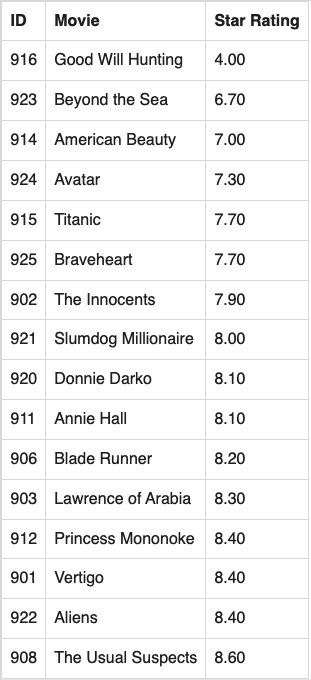 ID Movie Star Rating
916 Good Will Hunting 4.00
923 Beyond the Sea 6.70
914 American Beauty 7.00
924 Avatar 7.30
915 Titanic 7.70
925 Braveheart 7.70
902 The Innocents 7.90
921 Slumdog Millionaire 8.00
920 Donnie Darko 8.10
911 Annie Hall 8.10
906 Blade Runner 8.20
903 Lawrence of Arabia 8.30
912 Princess Mononoke 8.40
901 Vertigo 8.40
922 Aliens 8.40
908 The Usual Suspects 8.60